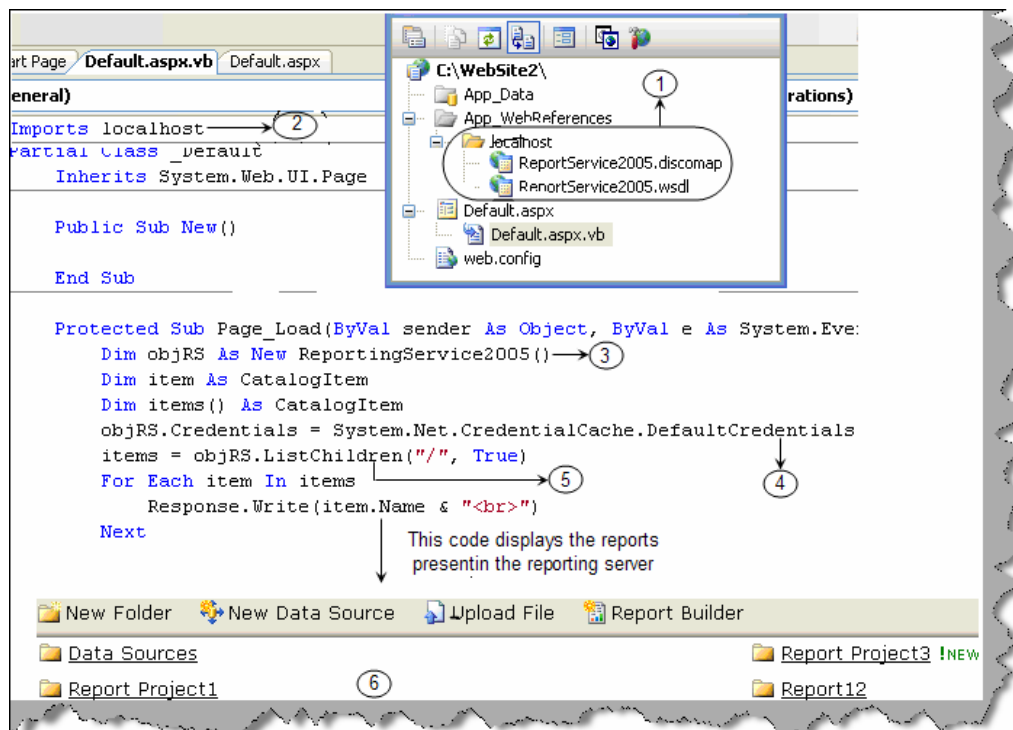 art Page Default.aspx.vb Default.aspx
eneral)
rations)
Imports localhost
2
Partial Class _Default
Inherits System.Web.UI.Page
Public Sub New()
End Sub
C:\WebSite2\
1
App_Data
App_WebReferences
localhost
ReportService2005.discomap
ReportService2005.wsdl
Default.aspx
Default.aspx.vb
web.config
Protected Sub Page_Load(ByVal sender As Object, ByVal e As System.Eve
Dim objRS As New ReportingService2005()
3
Dim item As CatalogItem
Dim items() As CatalogItem
objRS.Credentials = System.Net.CredentialCache.DefaultCredentials
items = objRS.ListChildren("/", True)
For Each item In items
5
4
Response.Write(item.Name & "<br>")
Next
This code displays the reports
presentin the reporting server
New Folder New Data Source Upload File Report Builder
Data Sources
Report Project3 !NEW
Report Project1
6
Report12